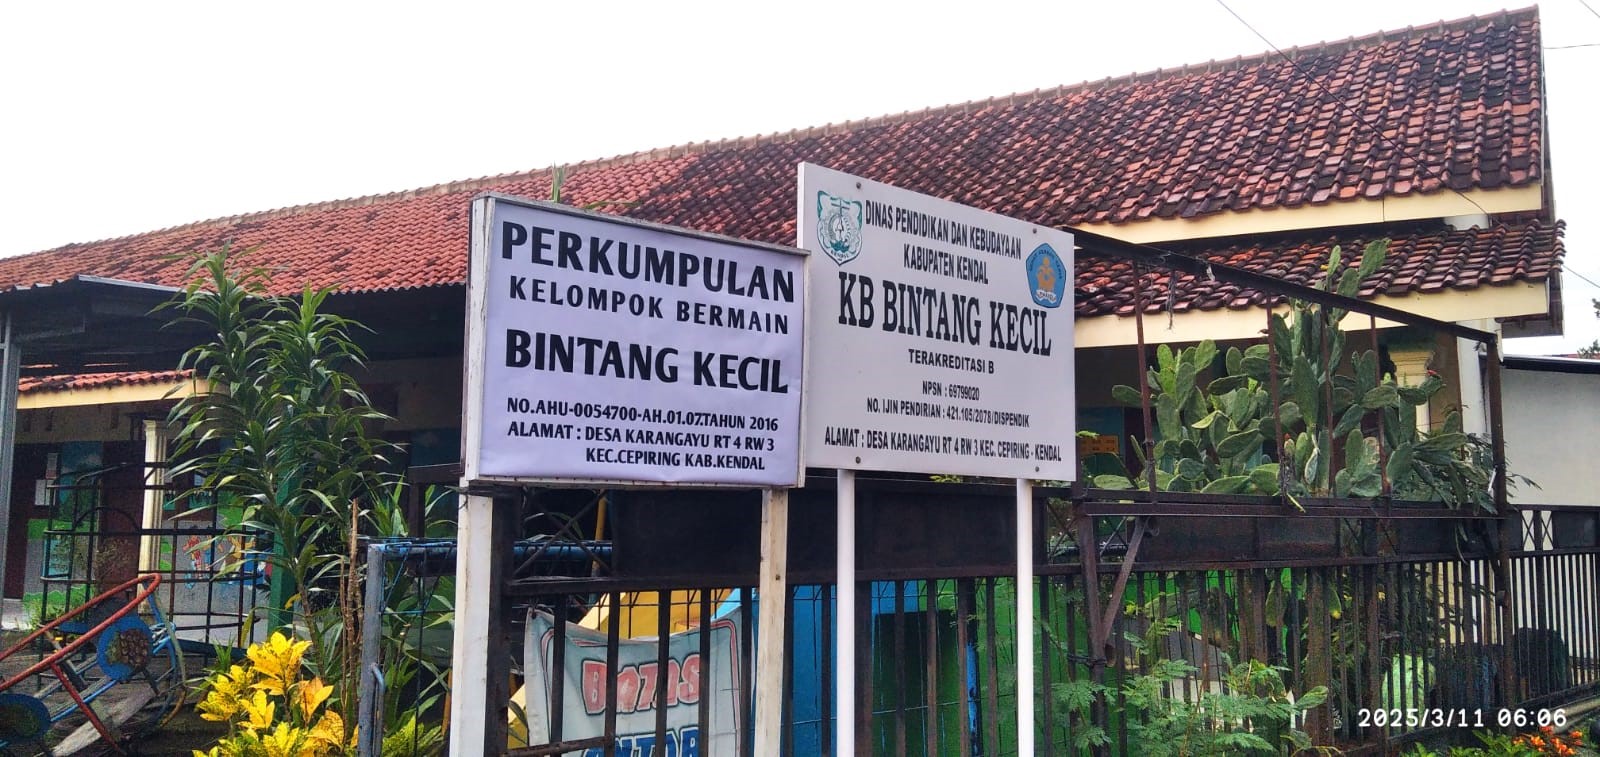 PERKUMPULAN
KELOMPOK BERMAIN
BINTANG KECIL
NO.AHU-0054700-AH.01.07.TAHUN 2016
ALAMAT : DESA KARANGAYU RT 4 RW 3
KEC.CEPIRING KAB.KENDAL
DINAS PENDIDIKAN DAN KEBUDAYAAN
KABUPATEN KENDAL
KB BINTANG KECIL
TERAKREDITASI B
NPSN : 69799020
NO. IJIN PENDIRIAN : 421.105/2078/DISPENDIK
ALAMAT : DESA KARANGAYU RT 4 RW 3 KEC. CEPIRING - KENDAL
KENDAL
2025/3/11 06:06